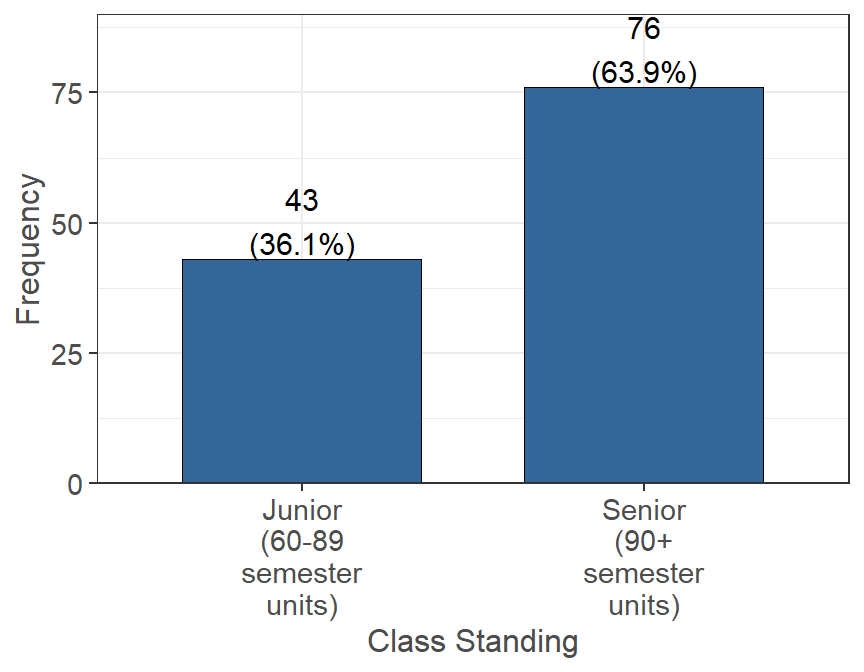 76
(63.9%)
75
43
50
(36.1%)
25
0
Frequency
Junior
(60-89
semester
units)
Senior
(90+
semester
units)
Class Standing